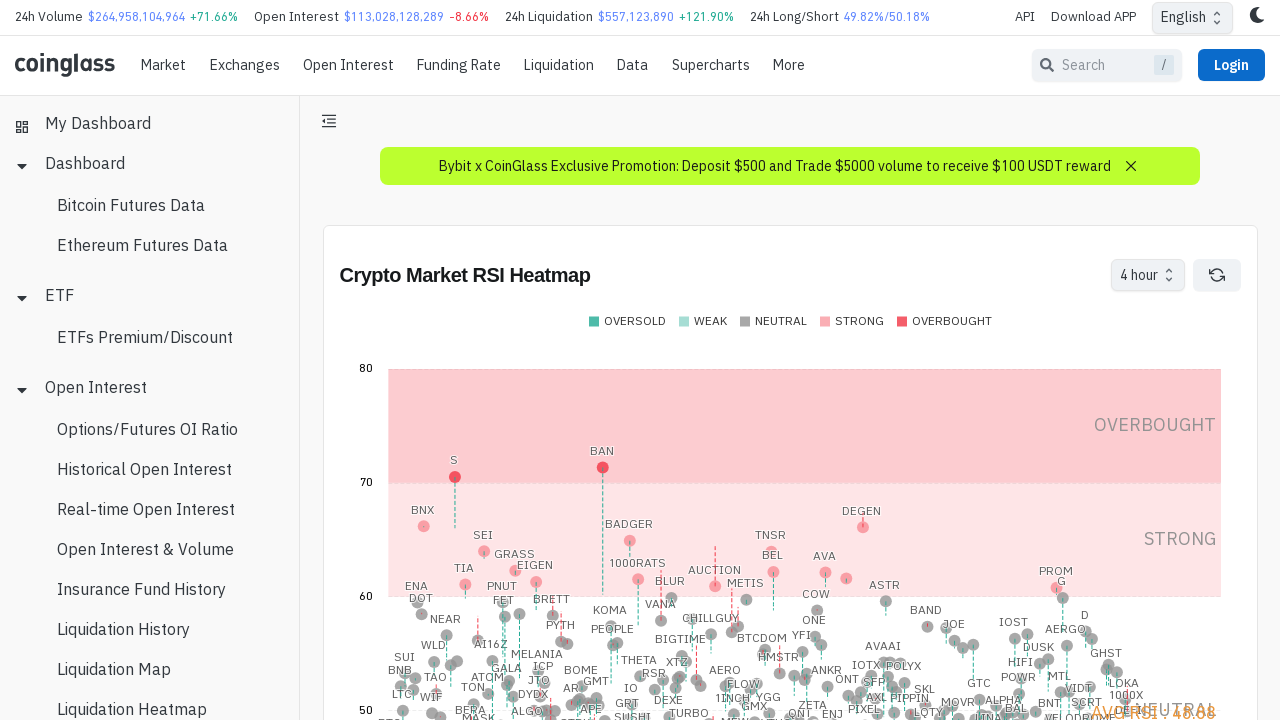 24h Volume $264,958,104,964 +71.66% Open Interest $113,028,128,289 -8.66% 24h Liquidation $557,123,890 +121.90% 24h Long/Short 49.82%/50.18% API Download APP English
coinglass Market Exchanges Open Interest Funding Rate Liquidation Data Supercharts More Search / Login
My Dashboard
Dashboard
Bitcoin Futures Data
Ethereum Futures Data
ETF
ETFs Premium/Discount
Open Interest
Options/Futures OI Ratio
Historical Open Interest
Real-time Open Interest
Open Interest & Volume
Insurance Fund History
Liquidation History
Liquidation Map
Liquidation Heatmap
Bybit x CoinGlass Exclusive Promotion: Deposit $500 and Trade $5000 volume to receive $100 USDT reward
Crypto Market RSI Heatmap 4 hour
OVERSOLD WEAK NEUTRAL STRONG OVERBOUGHT
80
OVERBOUGHT
BAN
S
70
BNX DEGEN
BADGER
SEI TNSR STRONG
GRASS BEL AVA
TIA EIGEN 1000RATS AUCTION PROM
ENA PNUT BLUR METIS ASTR G
60
DOT FET BRETT VANA COW
NEAR KOMA CHILLGUY ONE BAND D
PYTH PEOPLE JOE IOST AERGO
WLD AI16Z BIGTIME BTCDOM YFI AVAAI DUSK
SUI MELANIA THETA XTZ HMSTR IOTX POLYX HIFI GHST
BNB TAO ATOM GALA ICP BOME RSR AERO ANKR ONT SFP POWR MTL
LTC WIF TON DYDX JTO AR GMT IO DEXE 1INCH FLOW YGG AXL PIPPIN SKL GTC VIDT LDKA
BERA ALGO APE GRT TURBO GMX ZETA PIXEL MOVR ALPHA BNT SCRT 1000X
50
MASK SUSHI ENJ LQTY BAL NEUTRAL